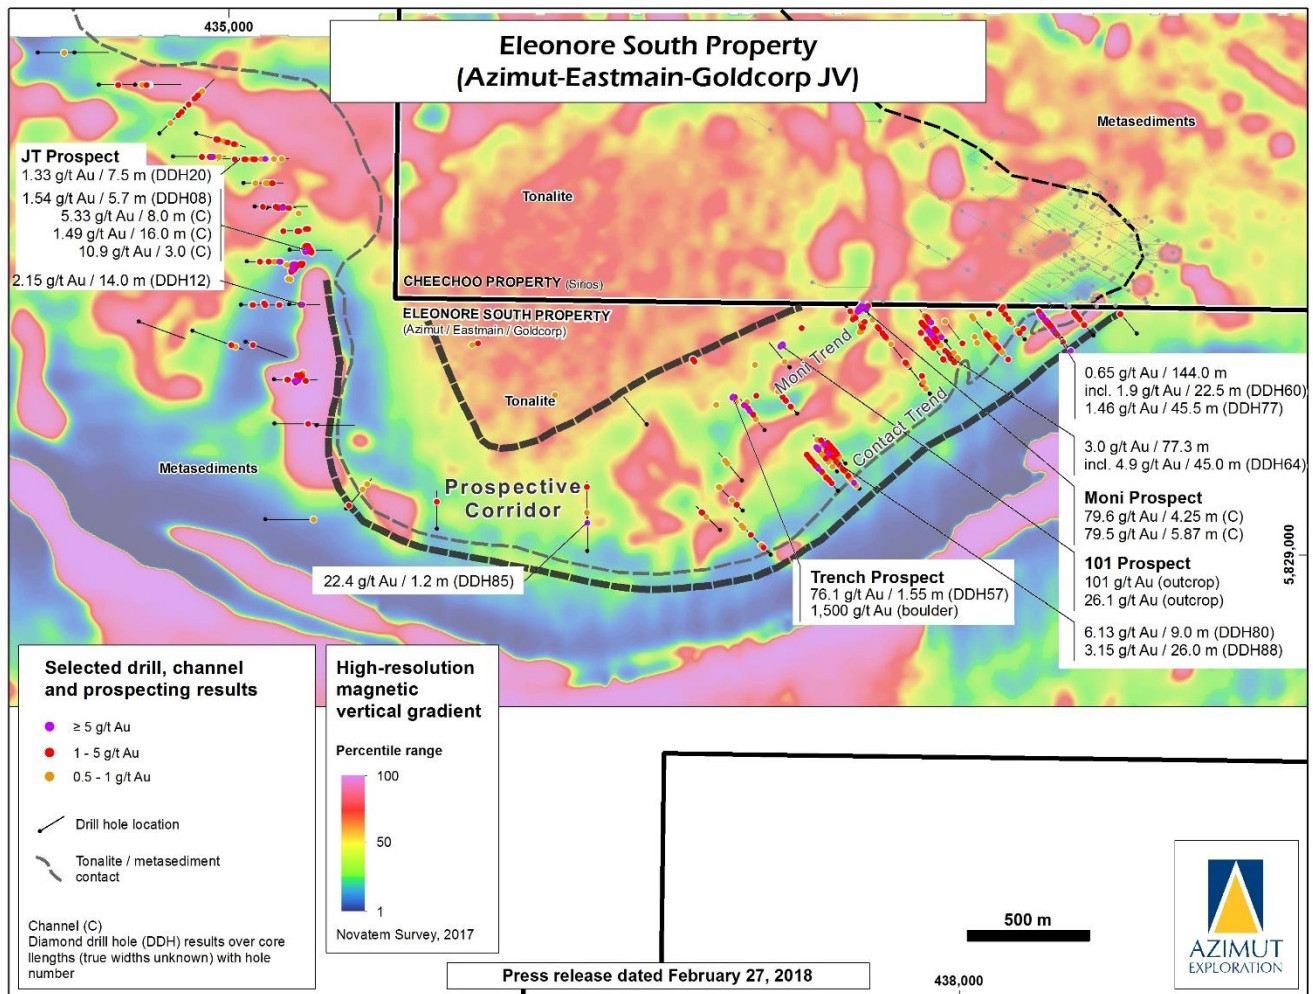 435,000
Eleonore South Property
(Azimut-Eastmain-Goldcorp JV)
Metasediments
JT Prospect
1.33 g/t Au / 7.5 m (DDH20)
1.54 g/t Au / 5.7 m (DDH08)
5.33 g/t Au / 8.0 m (C)
1.49 g/t Au / 16.0 m (C)
10.9 g/t Au / 3.0 (C)
2.15 g/t Au / 14.0 m (DDH12)
Tonalite
CHEECHOO PROPERTY (Sirios)
ELEONORE SOUTH PROPERTY
(Azimut / Eastmain / Goldcorp)
Moni Trend
Contact Trend
Tonalite
Metasediments
Prospective
Corridor
0.65 g/t Au / 144.0 m
incl. 1.9 g/t Au / 22.5 m (DDH60)
1.46 g/t Au / 45.5 m (DDH77)
3.0 g/t Au / 77.3 m
incl. 4.9 g/t Au / 45.0 m (DDH64)
Moni Prospect
79.6 g/t Au / 4.25 m (C)
79.5 g/t Au / 5.87 m (C)
101 Prospect
101 g/t Au (outcrop)
26.1 g/t Au (outcrop)
6.13 g/t Au / 9.0 m (DDH80)
3.15 g/t Au / 26.0 m (DDH88)
5,829,000
22.4 g/t Au / 1.2 m (DDH85)
Trench Prospect
76.1 g/t Au / 1.55 m (DDH57)
1,500 g/t Au (boulder)
Selected drill, channel
and prospecting results
≥ 5 g/t Au
1 - 5 g/t Au
0.5 - 1 g/t Au
Drill hole location
Tonalite / metasediment
contact
Channel (C)
Diamond drill hole (DDH) results over core
lengths (true widths unknown) with hole
number
High-resolution
magnetic
vertical gradient
Percentile range
100
50
1
Novatem Survey, 2017
Press release dated February 27, 2018
500 m
438,000
AZIMUT
EXPLORATION